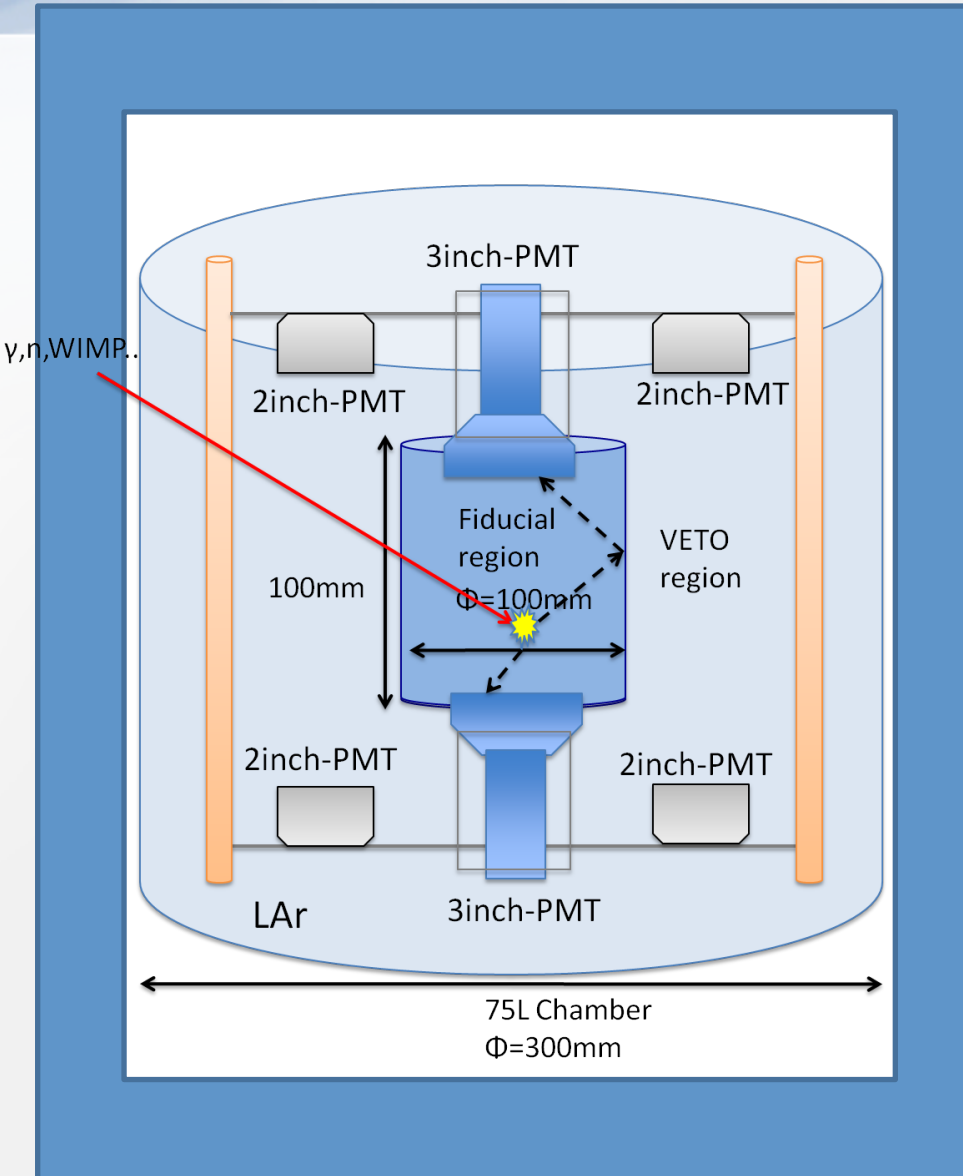 3inch-PMT
γ,n,WIMP..
2inch-PMT
2inch-PMT
Fiducial
region
Φ=100mm
VETO
region
100mm
2inch-PMT
2inch-PMT
3inch-PMT
LAr
75L Chamber
Φ=300mm